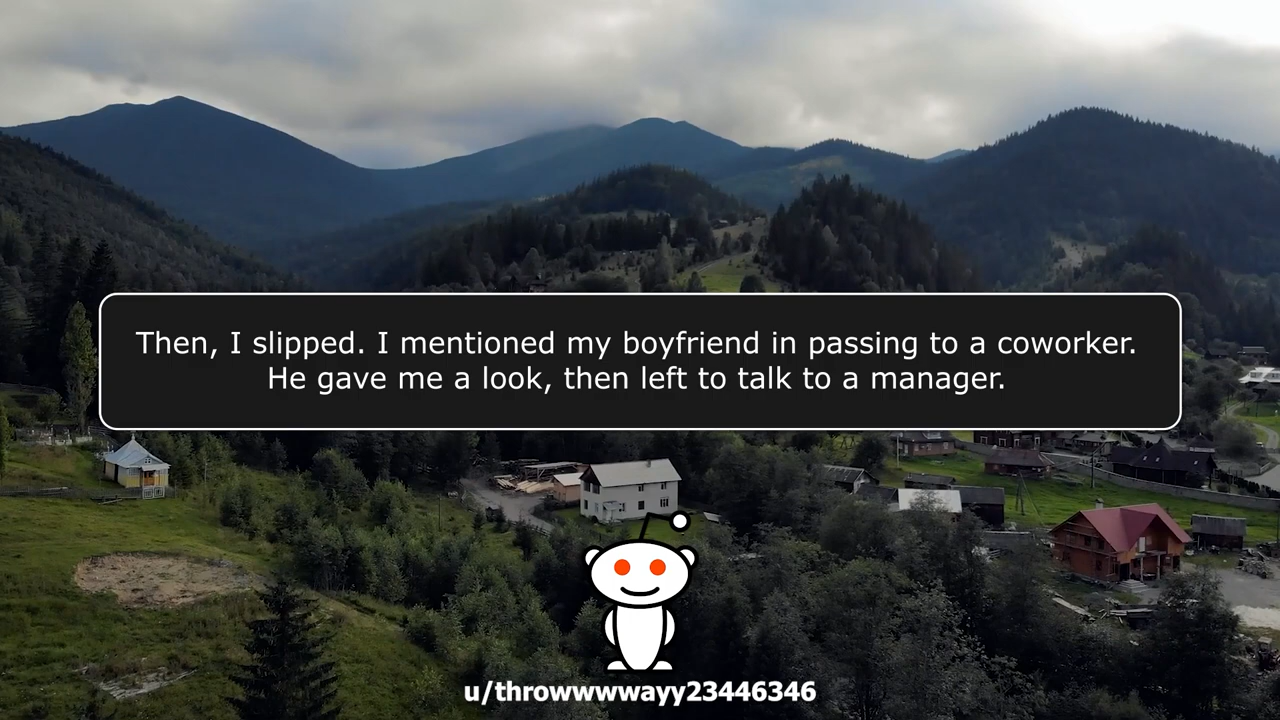 Then, I slipped. I mentioned my boyfriend in passing to a coworker.
He gave me a look, then left to talk to a manager.
u/throwwwwayy23446346